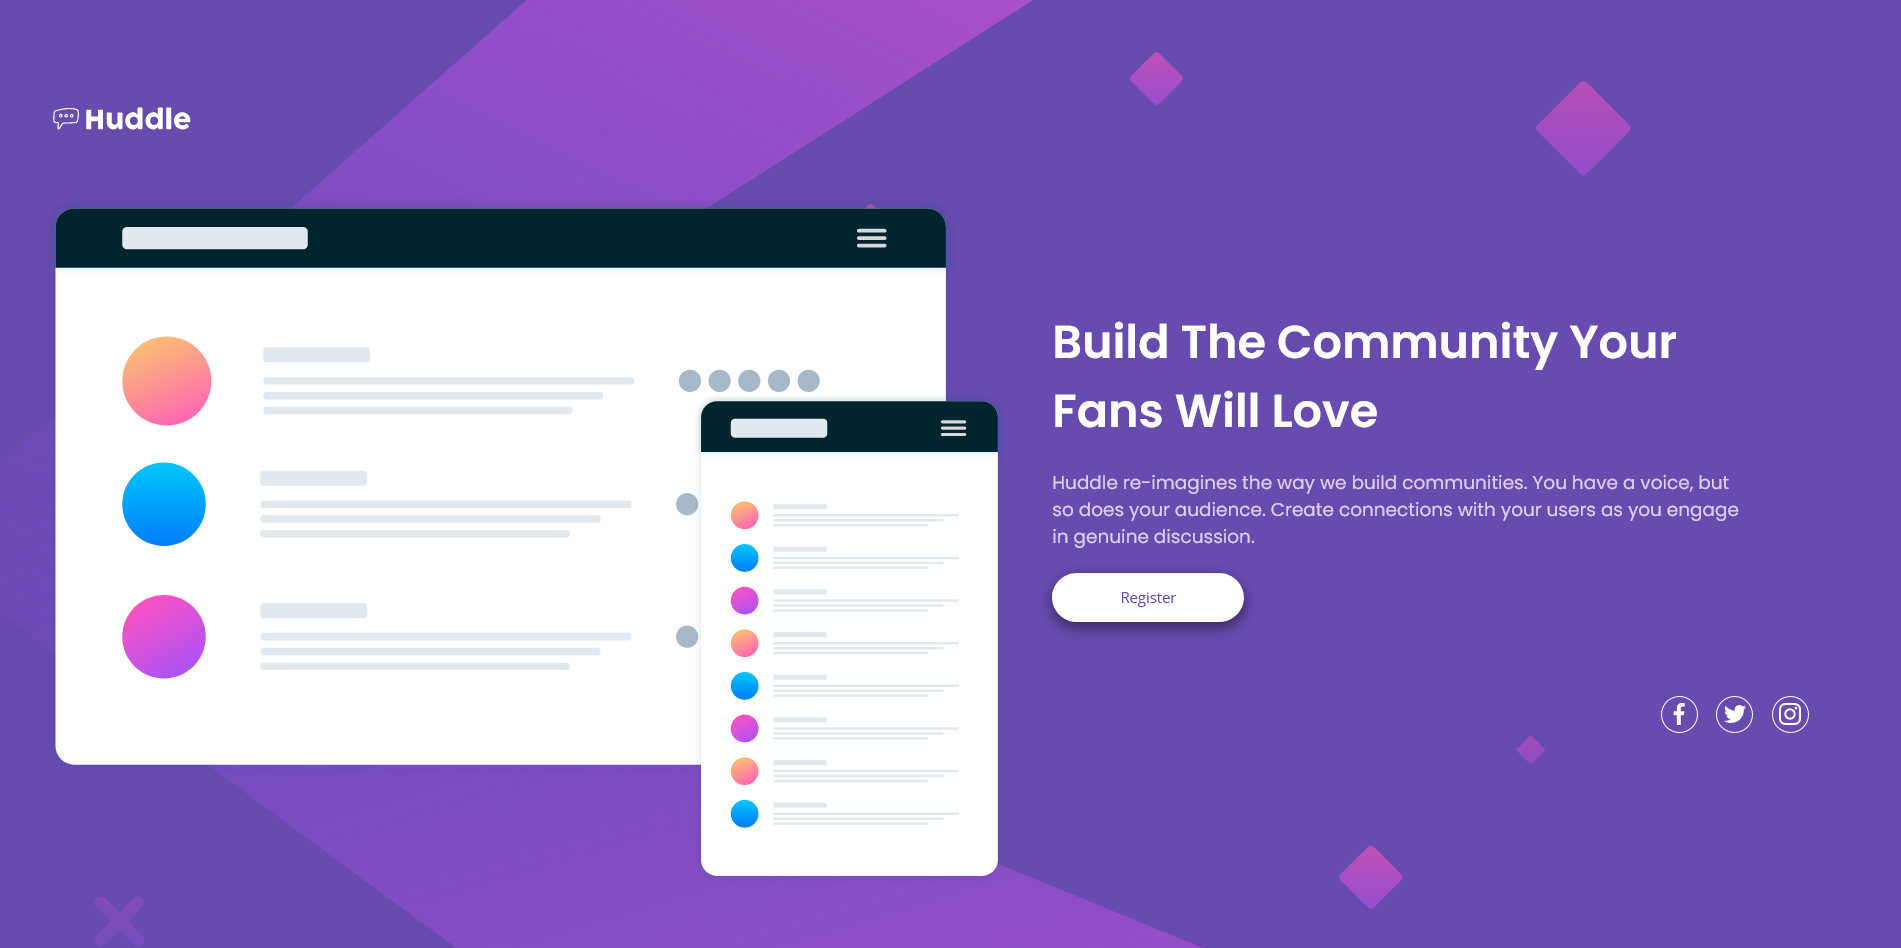 Huddle
Build The Community Your
Fans Will Love
Huddle re-imagines the way we build communities. You have a voice, but
so does your audience. Create connections with your users as you engage
in genuine discussion.
Register